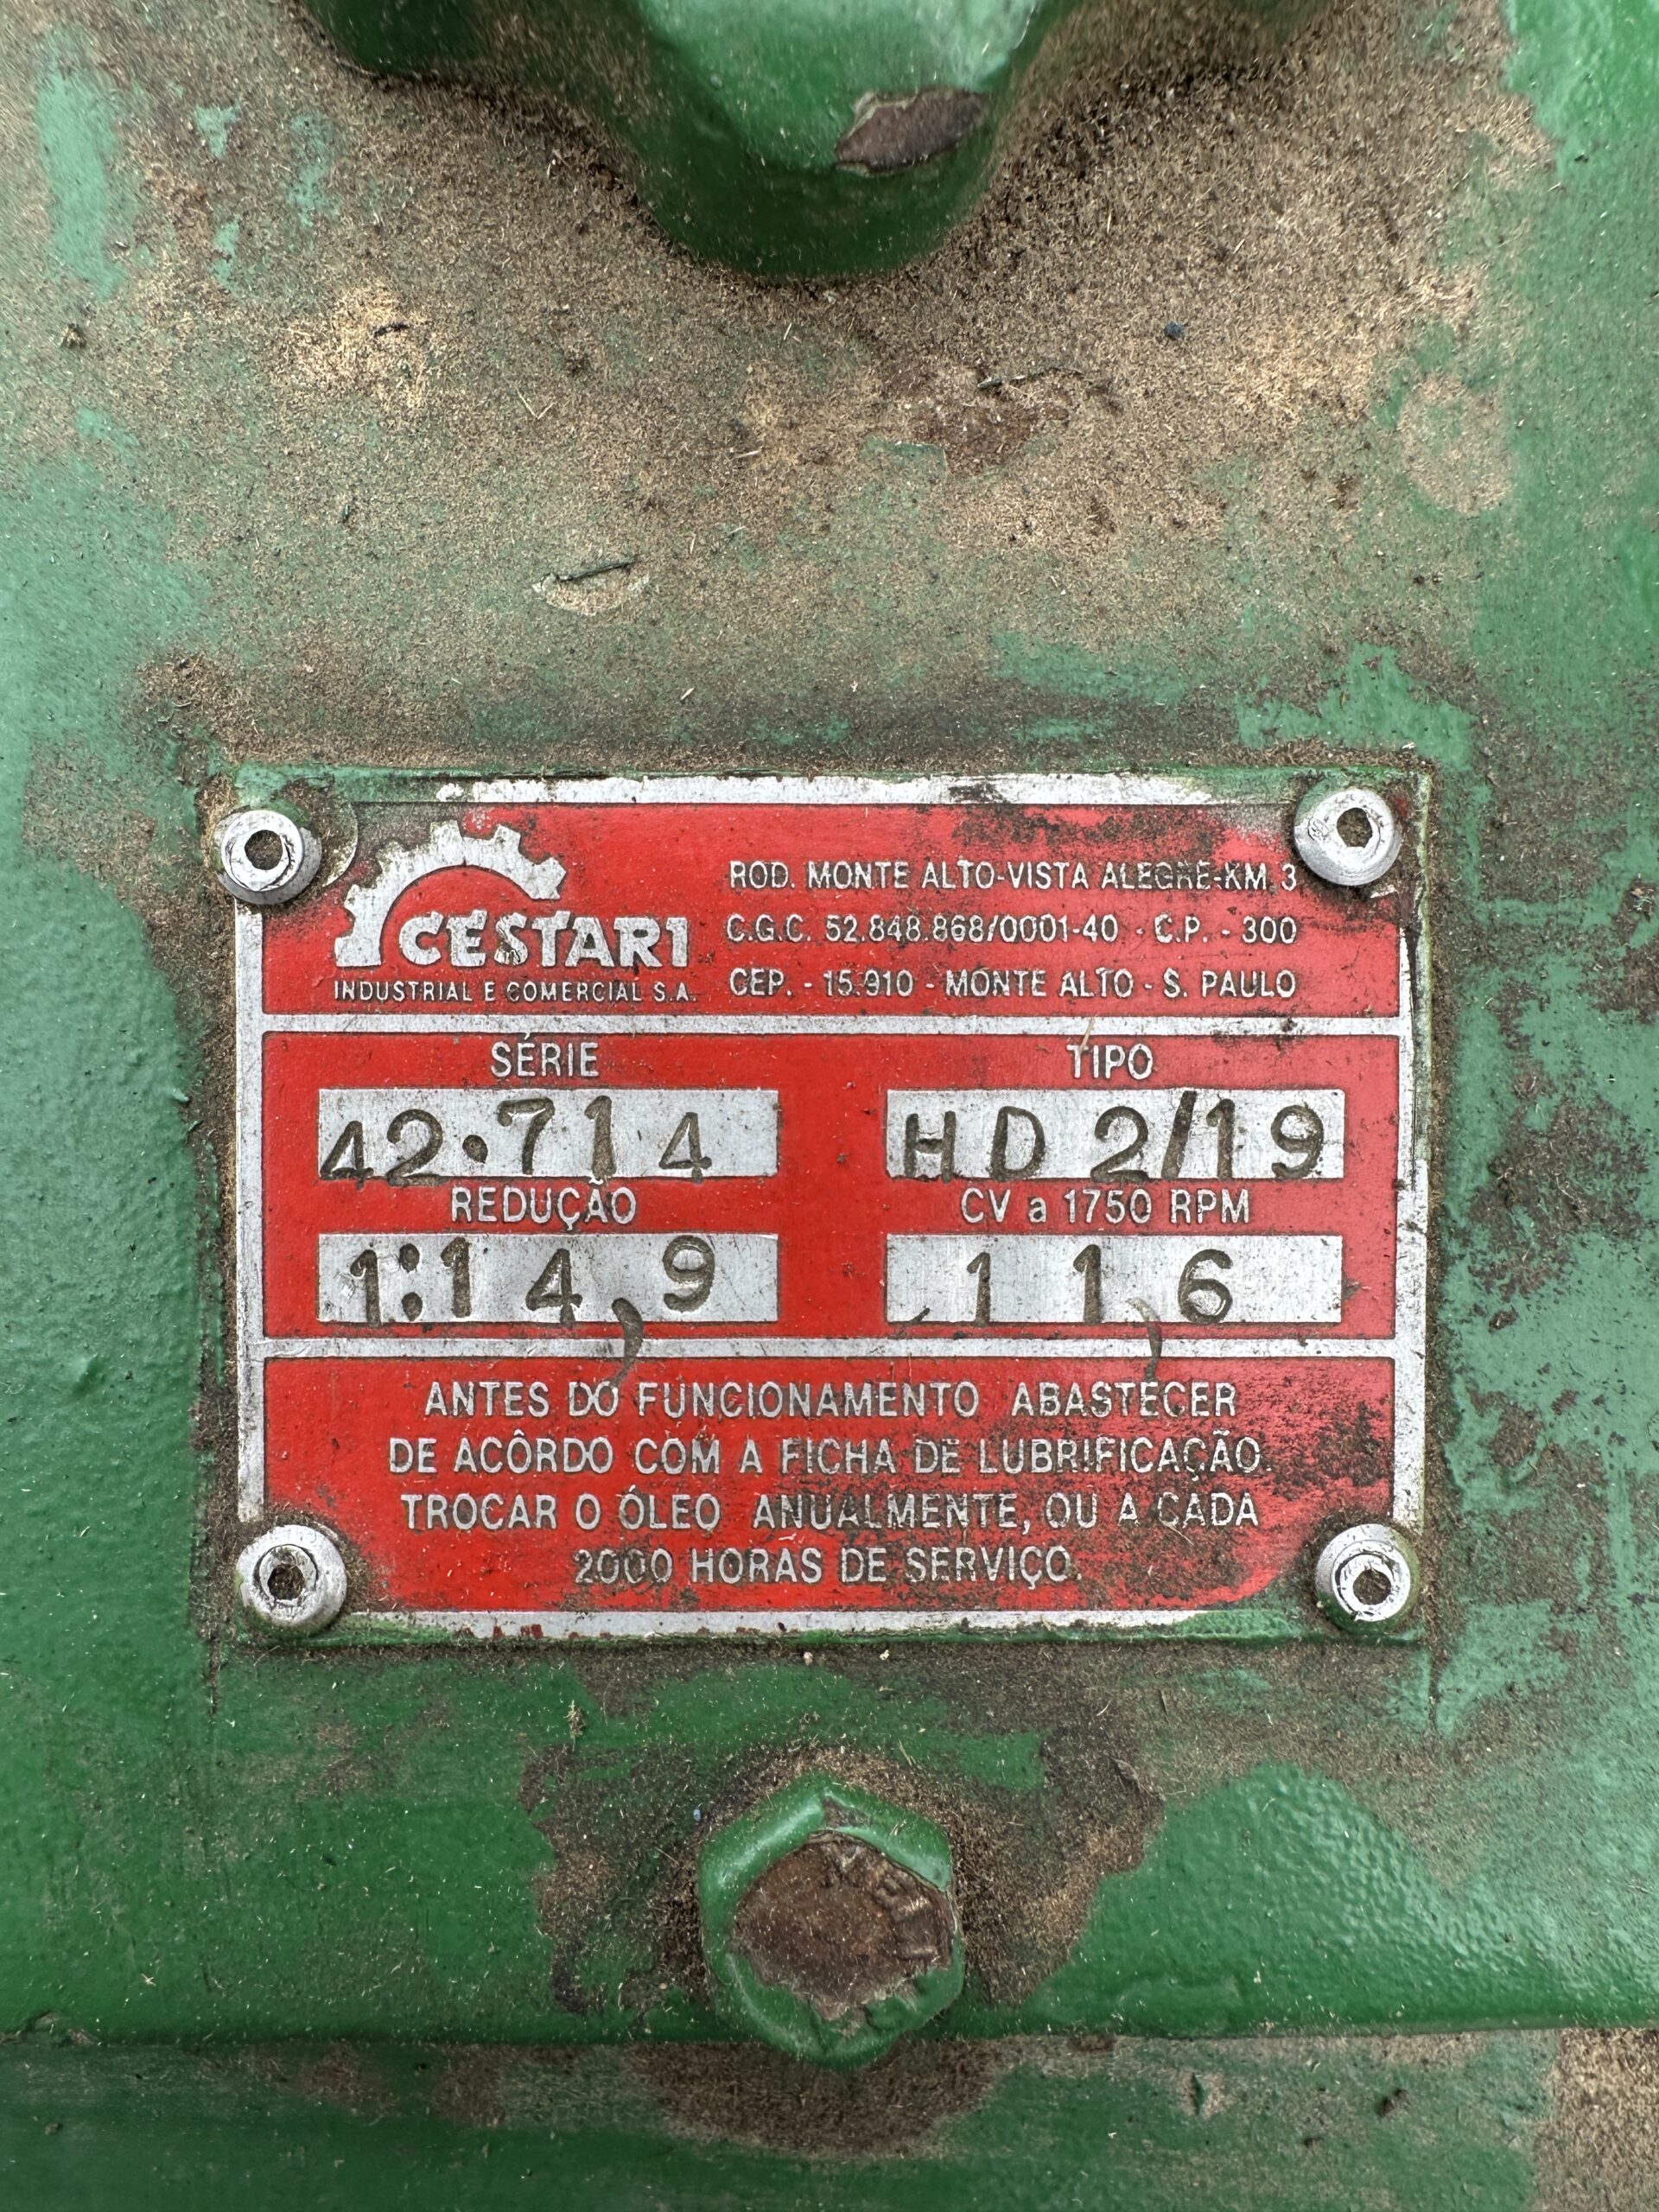 CESTARI
INDUSTRIAL E COMERCIAL S.A.
ROD. MONTE ALTO-VISTA ALEGRE-KM. 3
C.G.C. 52.848.868/0001-40 - C.P. - 300
CEP. - 15.910 - MONTE ALTO - S. PAULO
SÉRIE
42.714
TIPO
HD 2/19
REDUÇÃO
1:14,9
CV a 1750 RPM
11,6
ANTES DO FUNCIONAMENTO ABASTECER
DE ACÔRDO COM A FICHA DE LUBRIFICAÇÃO.
TROCAR O ÓLEO ANUALMENTE, OU A CADA
2000 HORAS DE SERVIÇO.